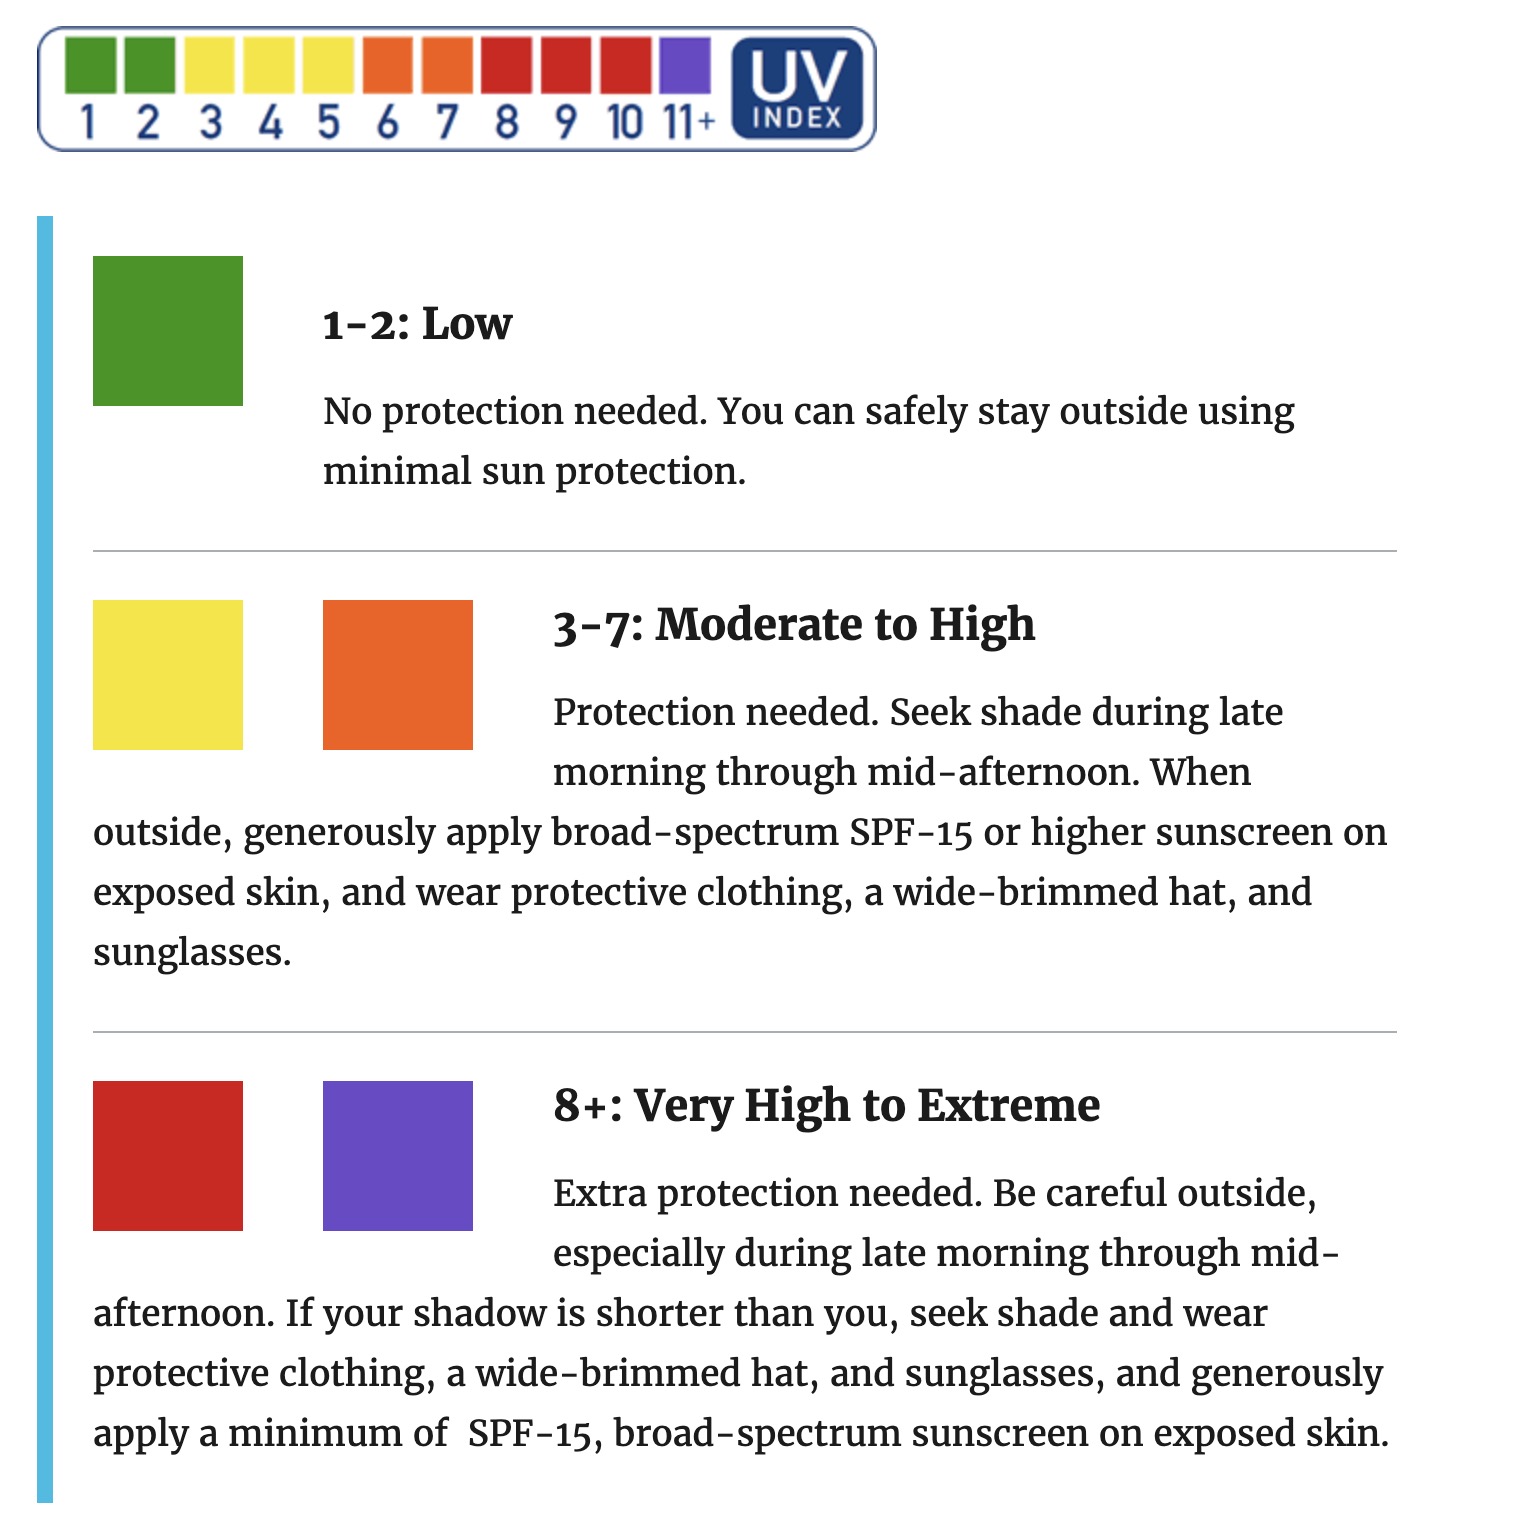 1 2 3 4 5 6 7 8 9 10 11+ UV
INDEX
1-2: Low
No protection needed. You can safely stay outside using
minimal sun protection.
3-7: Moderate to High
Protection needed. Seek shade during late
morning through mid-afternoon. When
outside, generously apply broad-spectrum SPF-15 or higher sunscreen on
exposed skin, and wear protective clothing, a wide-brimmed hat, and
sunglasses.
8+: Very High to Extreme
Extra protection needed. Be careful outside,
especially during late morning through mid-
afternoon. If your shadow is shorter than you, seek shade and wear
protective clothing, a wide-brimmed hat, and sunglasses, and generously
apply a minimum of  SPF-15, broad-spectrum sunscreen on exposed skin.